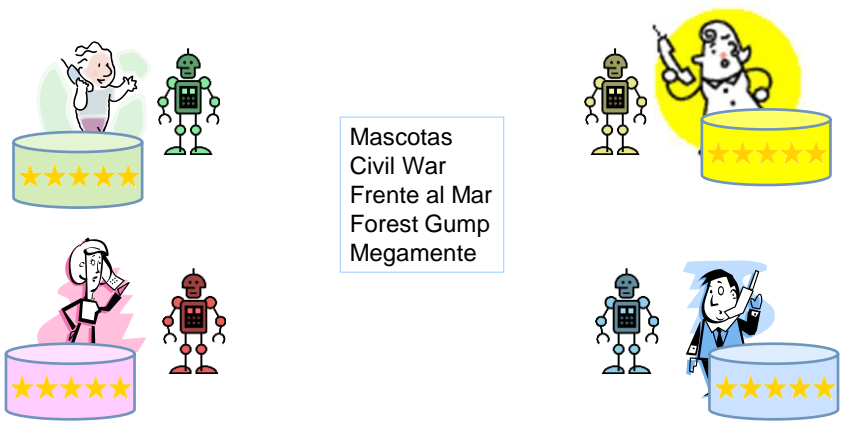 Mascotas
Civil War
Frente al Mar
Forest Gump
Megamente